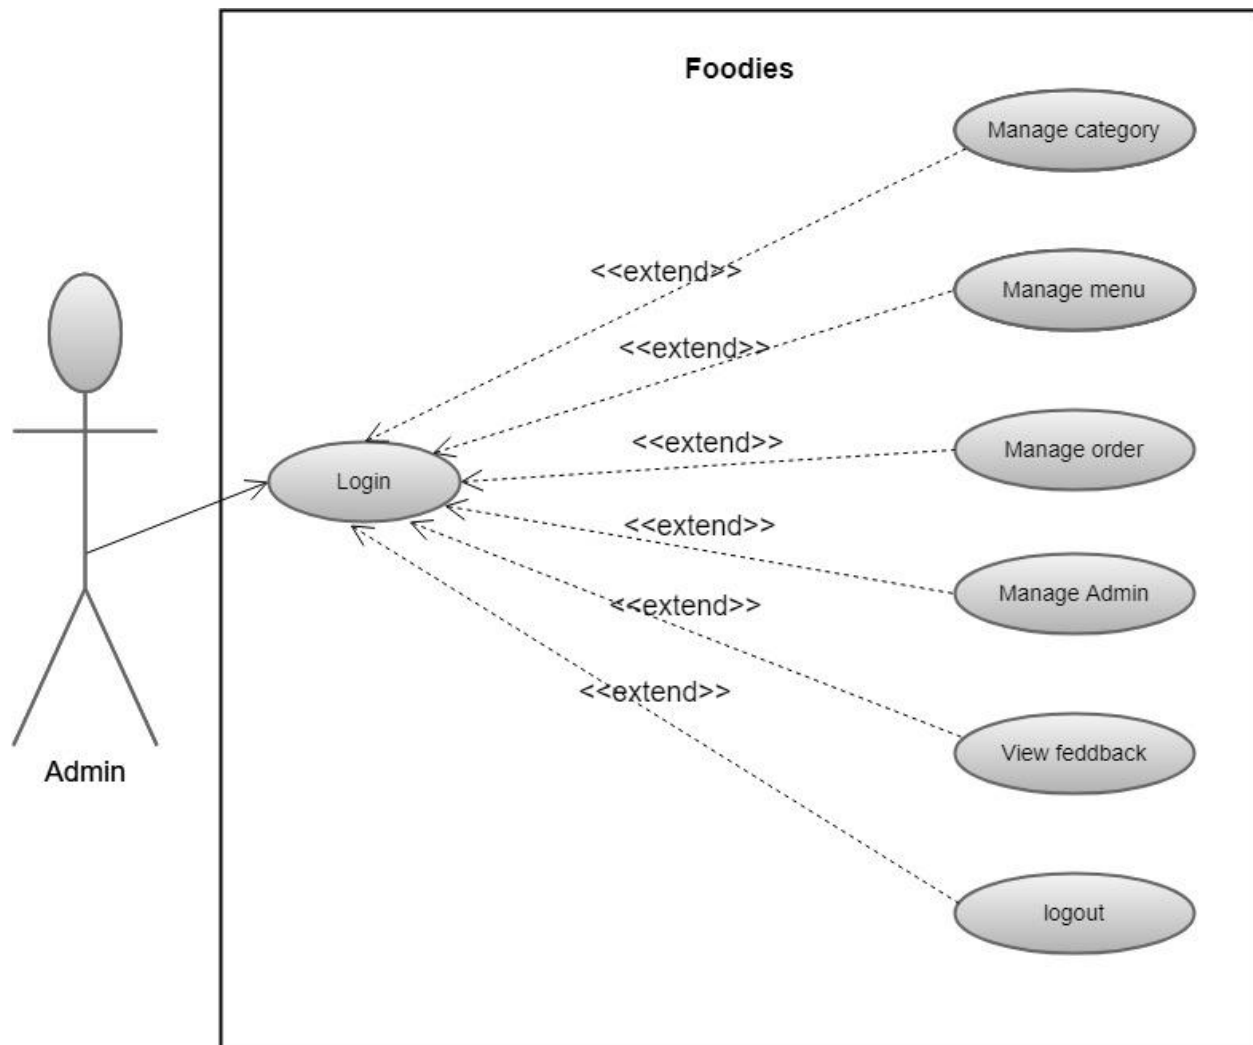 Foodies
Manage category
<<extend>>
Manage menu
<<extend>>
<<extend>>
Manage order
Login
<<extend>>
Manage Admin
<<extend>>
<<extend>>
View feddback
Admin
logout